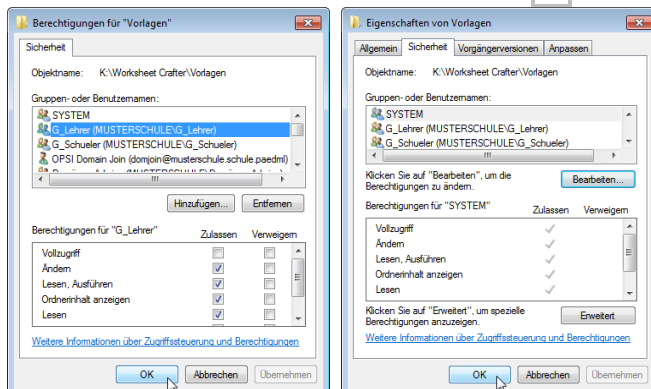 Berechtigungen für "Vorlagen"
Sicherheit
Objektname: K:\Worksheet Crafter\Vorlagen
Gruppen- oder Benutzernamen:
SYSTEM
G_Lehrer (MUSTERSCHULE\G_Lehrer)
G_Schueler (MUSTERSCHULE\G_Schueler)
OPSI Domain Join (domjoin@musterschule.schule.paedml)
Hinzufügen... Entfernen
Berechtigungen für "G_Lehrer" Zulassen Verweigern
Vollzugriff
Ändern
Lesen, Ausführen
Ordnerinhalt anzeigen
Lesen
Weitere Informationen über Zugriffssteuerung und Berechtigungen
OK Abbrechen Übernehmen
Eigenschaften von Vorlagen
Allgemein Sicherheit Vorgängerversionen Anpassen
Objektname: K:\Worksheet Crafter\Vorlagen
Gruppen- oder Benutzernamen:
SYSTEM
G_Lehrer (MUSTERSCHULE\G_Lehrer)
G_Schueler (MUSTERSCHULE\G_Schueler)
Klicken Sie auf "Bearbeiten", um die
Berechtigungen zu ändern.
Bearbeiten...
Berechtigungen für "SYSTEM" Zulassen Verweigern
Vollzugriff
Ändern
Lesen, Ausführen
Ordnerinhalt anzeigen
Lesen
Klicken Sie auf "Erweitert", um spezielle
Berechtigungen anzuzeigen.
Erweitert
Weitere Informationen über Zugriffssteuerung und Berechtigungen
OK Abbrechen Übernehmen